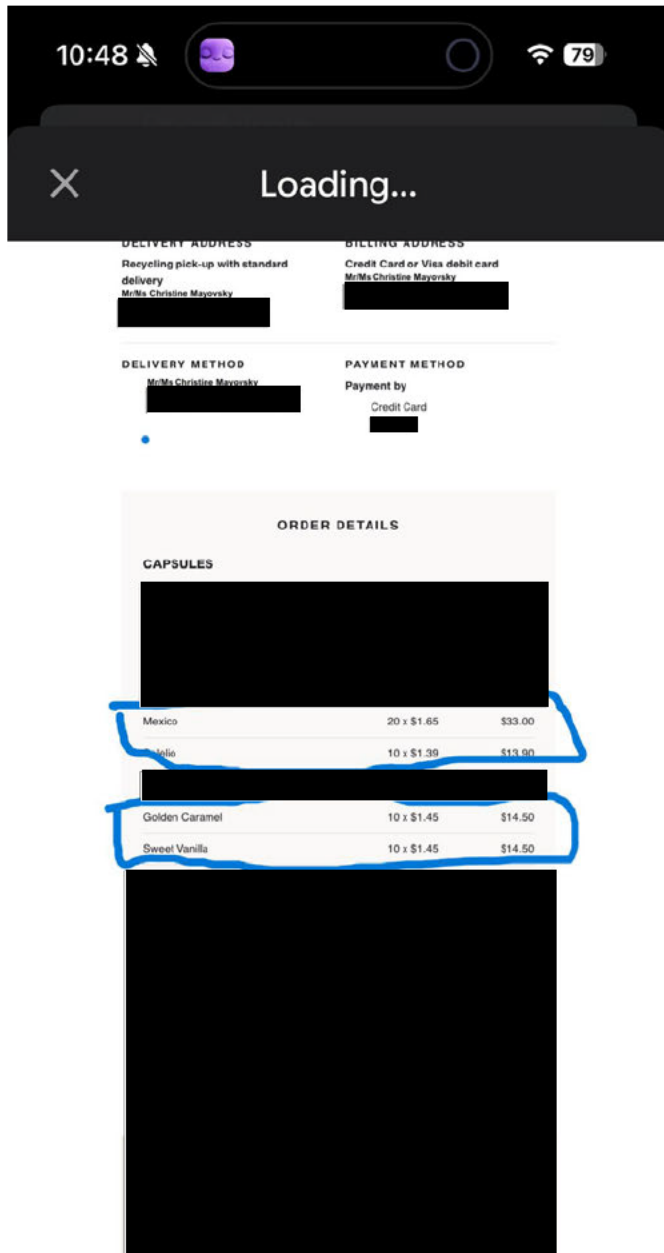 10:48
79
Loading...
DELIVERY ADDRESS
BILLING ADDRESS
Recycling pick-up with standard delivery
Credit Card or Visa debit card
Mr/Ms Christine Mayovsky
Mr/Ms Christine Mayovsky
DELIVERY METHOD
PAYMENT METHOD
Mr/Ms Christine Mayovsky
Payment by
Credit Card
ORDER DETAILS
CAPSULES
Mexico 20 x $1.65 $33.00
10 x $1.39 $13.90
Golden Caramel 10 x $1.45 $14.50
Sweet Vanilla 10 x $1.45 $14.50